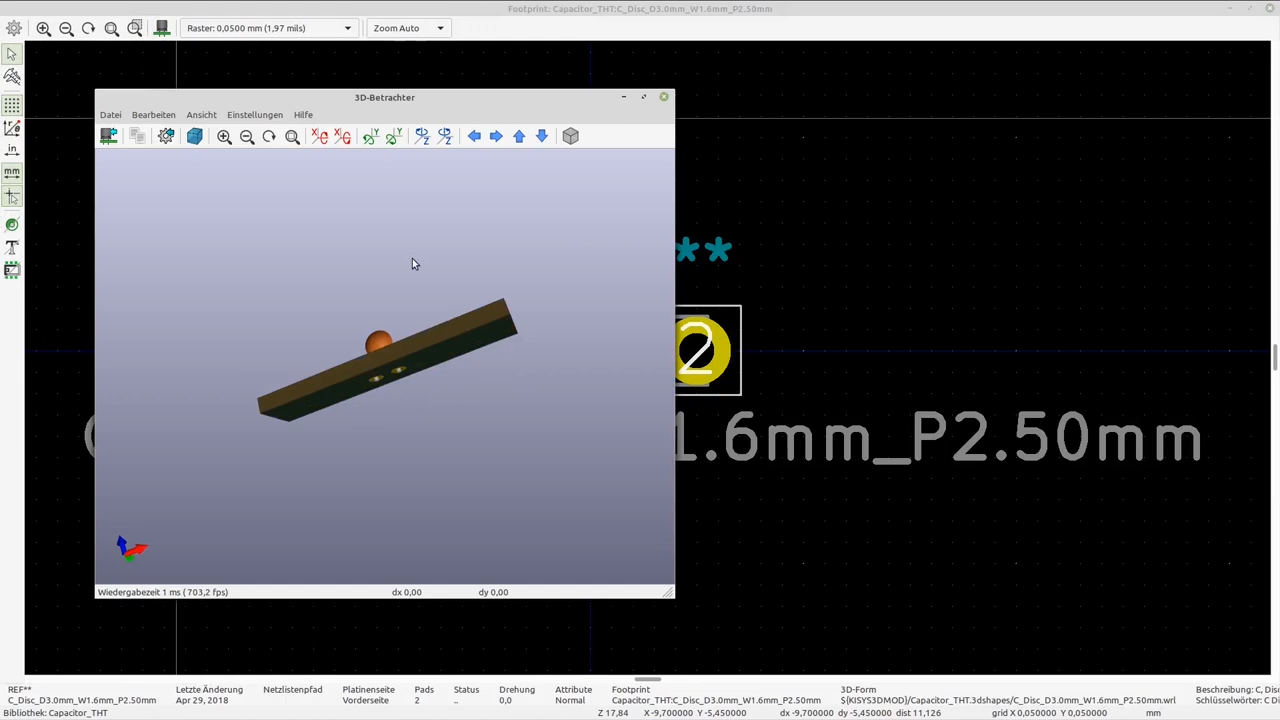 Footprint: Capacitor_THT:C_Disc_D3.0mm_W1.6mm_P2.50mm
Raster: 0,0500 mm (1,97 mils)
Zoom Auto
in
mm
3D-Betrachter
Datei Bearbeiten Ansicht Einstellungen Hilfe
**
2
1.6mm_P2.50mm
Wiedergabezeit 1 ms (703,2 fps) dx 0,00 dy 0,00
REF** Letzte Änderung Netzlistenpfad Platinenseite Pads Status Drehung Attribute Footprint 3D-Form Beschreibung: C, Disc
C_Disc_D3.0mm_W1.6mm_P2.50mm Apr 29, 2018 Vorderseite 2 .. 0,0 Normal Capacitor_THT:C_Disc_D3.0mm_W1.6mm_P2.50mm ${KISYS3DMOD}/Capacitor_THT.3dshapes/C_Disc_D3.0mm_W1.6mm_P2.50mm.wrl Schlüsselwörter: C
Bibliothek: Capacitor_THT Z 17,84 X -9,700000 Y -5,450000 dx -9,700000 dy -5,450000 dist 11,126 grid X 0,050000 Y 0,050000 mm